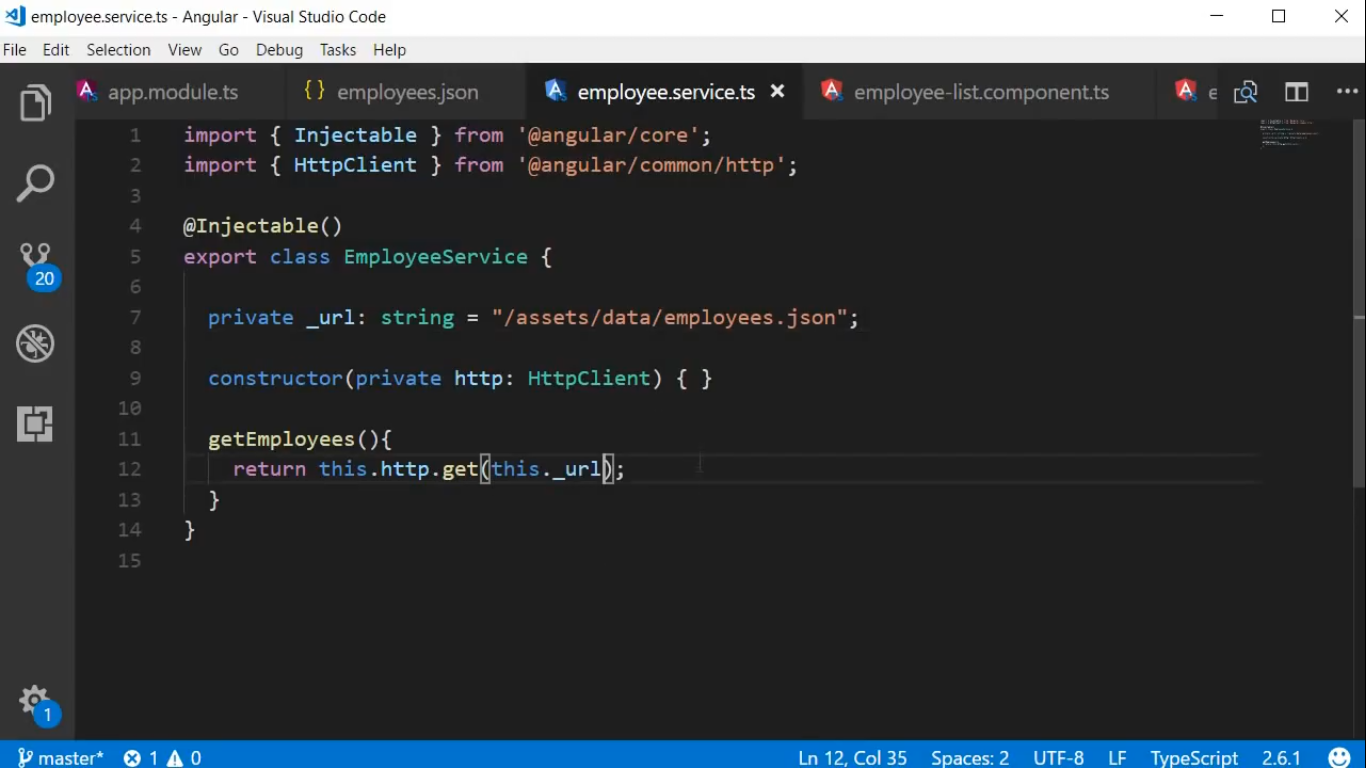 employee.service.ts - Angular - Visual Studio Code
File Edit Selection View Go Debug Tasks Help
app.module.ts {} employees.json employee.service.ts × employee-list.component.ts e
1 import { Injectable } from '@angular/core';
2 import { HttpClient } from '@angular/common/http';
3
4 @Injectable()
5 export class EmployeeService {
6
7 private _url: string = "/assets/data/employees.json";
8
9 constructor(private http: HttpClient) { }
10
11 getEmployees(){
12 return this.http.get(this._url);
13 }
14 }
15
20
1
master* 1 0 Ln 12, Col 35 Spaces: 2 UTF-8 LF TypeScript 2.6.1